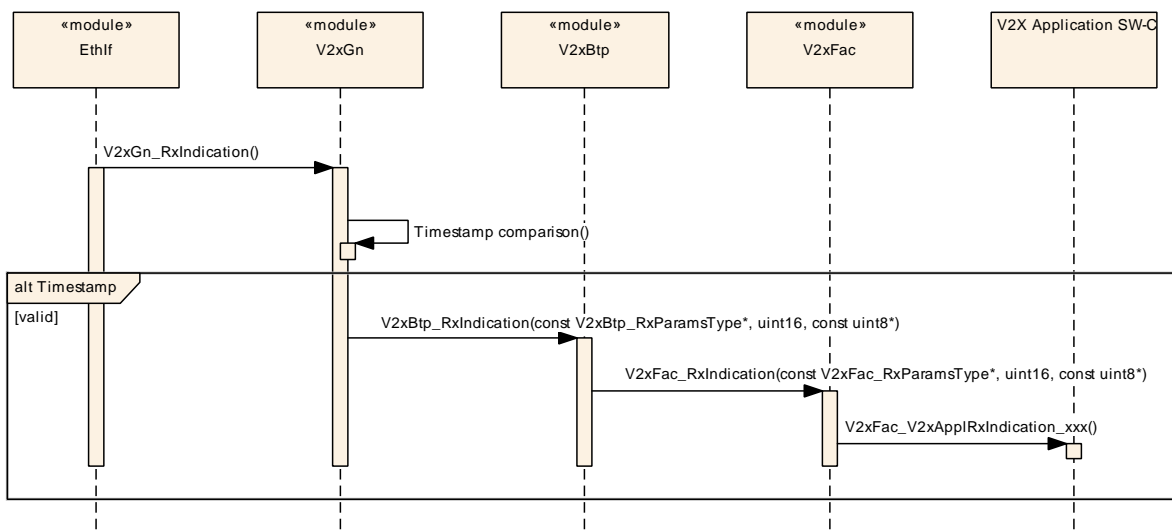 «module»
EthIf
«module»
V2xGn
«module»
V2xBtp
«module»
V2xFac
V2X Application SW-C
V2xGn_RxIndication()
Timestamp comparison()
alt Timestamp
[valid]
V2xBtp_RxIndication(const V2xBtp_RxParamsType*, uint16, const uint8*)
V2xFac_RxIndication(const V2xFac_RxParamsType*, uint16, const uint8*)
V2xFac_V2xApplRxIndication_xxx()